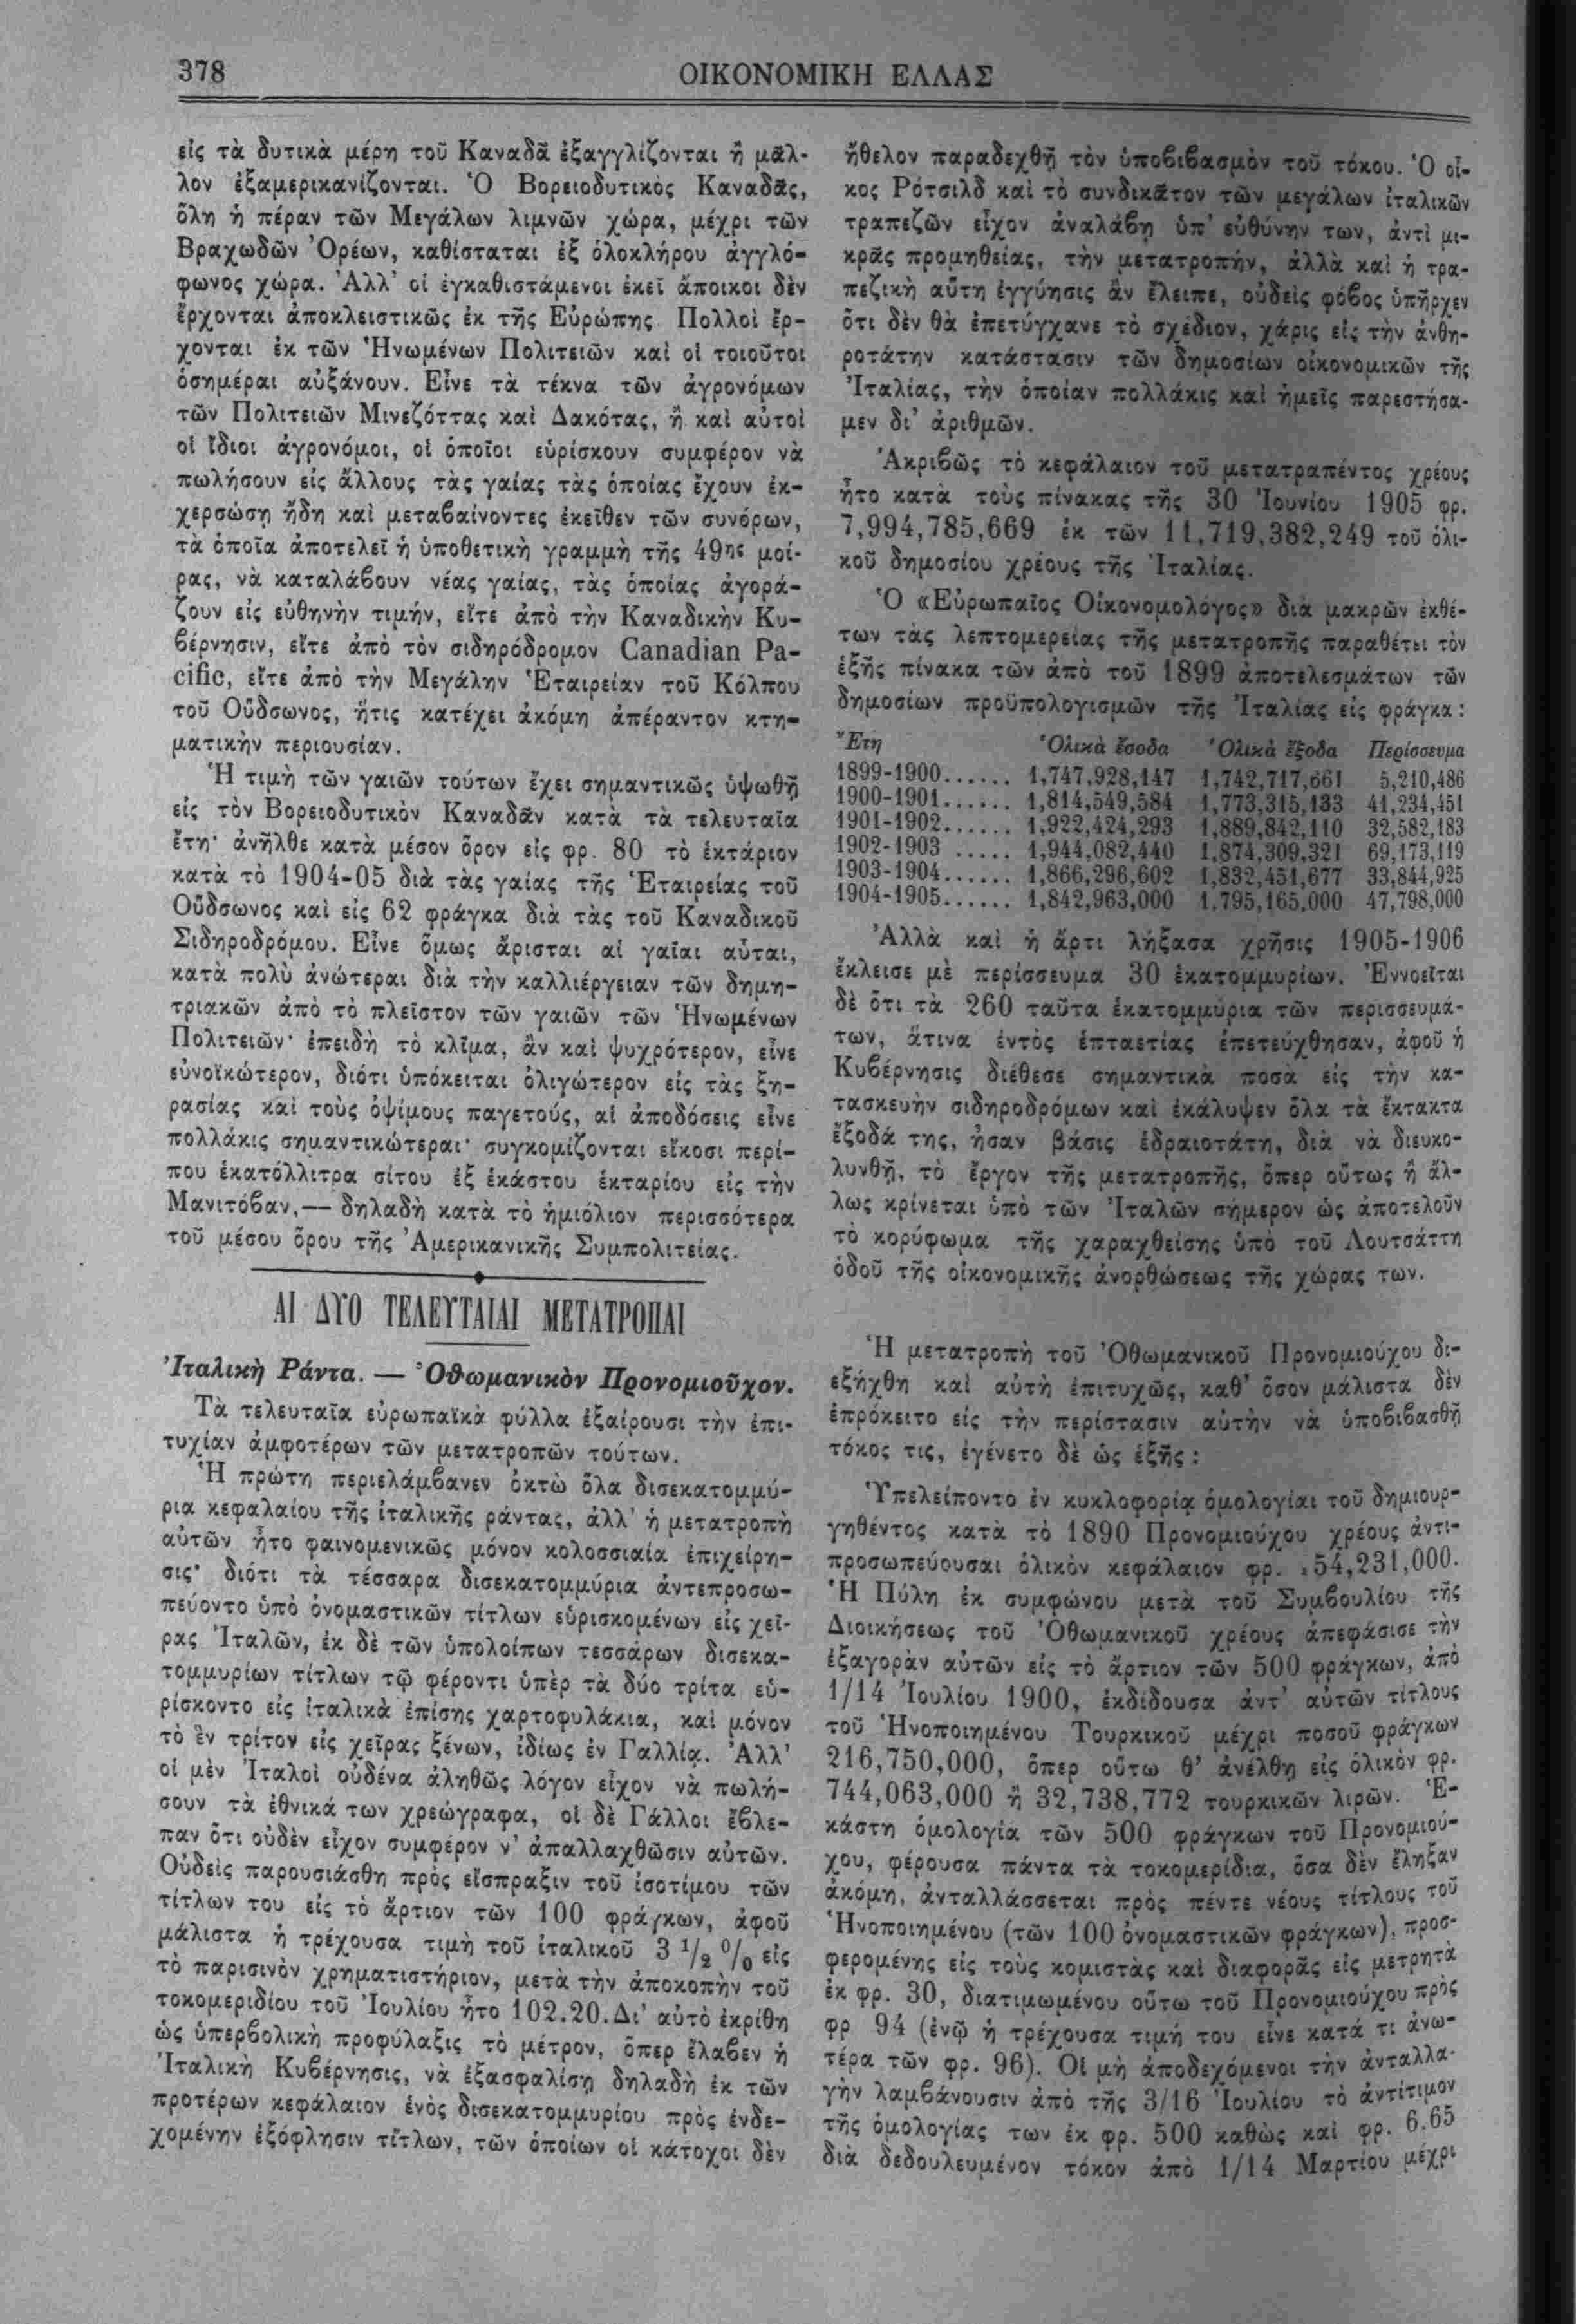 378
ΟΙΚΟΝΟΜΙΚΗ ΕΛΛΑΣ
εἰς τὰ δυτικὰ μέρη τοῦ Καναδᾶ ἐξαγγλίζονται ἢ μᾶλ-
λον ἐξαμερικανίζονται. Ὁ Βορειοδυτικὸς Καναδᾶς,
ὅλη ἡ πέραν τῶν Μεγάλων λιμνῶν χώρα, μέχρι τῶν
Βραχωδῶν Ὀρέων, καθίσταται ἐξ ὁλοκλήρου ἀγγλό-
φωνος χώρα. Ἀλλ' οἱ ἐγκαθιστάμενοι ἐκεῖ ἄποικοι δὲν
ἔρχονται ἀποκλειστικῶς ἐκ τῆς Εὐρώπης. Πολλοὶ ἔρ-
χονται ἐκ τῶν Ἡνωμένων Πολιτειῶν καὶ οἱ τοιοῦτοι
ὁσημέραι αὐξάνουν. Εἶνε τὰ τέκνα τῶν ἀγρονόμων
τῶν Πολιτειῶν Μινεζόττας καὶ Δακότας, ἢ καὶ αὐτοὶ
οἱ ἴδιοι ἀγρονόμοι, οἱ ὁποῖοι εὑρίσκουν συμφέρον νὰ
πωλήσουν εἰς ἄλλους τὰς γαίας τὰς ὁποίας ἔχουν ἐκ-
χερσώσῃ ἤδη καὶ μεταβαίνοντες ἐκεῖθεν τῶν συνόρων,
τὰ ὁποῖα ἀποτελεῖ ἡ ὑποθετικὴ γραμμὴ τῆς 49ης μοί-
ρας, νὰ καταλάβουν νέας γαίας, τὰς ὁποίας ἀγορά-
ζουν εἰς εὐθηνὴν τιμήν, εἴτε ἀπὸ τὴν Καναδικὴν Κυ-
βέρνησιν, εἴτε ἀπὸ τὸν σιδηρόδρομον Canadian Pa-
cific, εἴτε ἀπὸ τὴν Μεγάλην Ἑταιρείαν τοῦ Κόλπου
τοῦ Οὔδσωνος, ἥτις κατέχει ἀκόμη ἀπέραντον κτη-
ματικὴν περιουσίαν.
Ἡ τιμὴ τῶν γαιῶν τούτων ἔχει σημαντικῶς ὑψωθῇ
εἰς τὸν Βορειοδυτικὸν Καναδᾶν κατὰ τὰ τελευταῖα
ἔτη· ἀνῆλθε κατὰ μέσον ὅρον εἰς φρ. 80 τὸ ἑκτάριον
κατὰ τὸ 1904-05 διὰ τὰς γαίας τῆς Ἑταιρείας τοῦ
Οὔδσωνος καὶ εἰς 62 φράγκα διὰ τὰς τοῦ Καναδικοῦ
Σιδηροδρόμου. Εἶνε ὅμως ἄρισται αἱ γαῖαι αὗται,
κατὰ πολὺ ἀνώτεραι διὰ τὴν καλλιέργειαν τῶν δημη-
τριακῶν ἀπὸ τὸ πλεῖστον τῶν γαιῶν τῶν Ἡνωμένων
Πολιτειῶν· ἐπειδὴ τὸ κλῖμα, ἂν καὶ ψυχρότερον, εἶνε
εὐνοϊκώτερον, διότι ὑπόκειται ὀλιγώτερον εἰς τὰς ξη-
ρασίας καὶ τοὺς ὀψίμους παγετούς, αἱ ἀποδόσεις εἶνε
πολλάκις σημαντικώτεραι· συγκομίζονται εἴκοσι περί-
που ἑκατόλλιτρα σίτου ἐξ ἑκάστου ἑκταρίου εἰς τὴν
Μανιτόβαν,— δηλαδὴ κατὰ τὸ ἡμιόλιον περισσότερα
τοῦ μέσου ὅρου τῆς Ἀμερικανικῆς Συμπολιτείας.
ΑΙ ΔΥΟ ΤΕΛΕΥΤΑΙΑΙ ΜΕΤΑΤΡΟΠΑΙ
Ἰταλικὴ Ράντα. — Ὀθωμανικὸν Προνομιοῦχον.
Τὰ τελευταῖα εὐρωπαϊκὰ φύλλα ἐξαίρουσι τὴν ἐπι-
τυχίαν ἀμφοτέρων τῶν μετατροπῶν τούτων.
Ἡ πρώτη περιελάμβανεν ὀκτὼ ὅλα δισεκατομμύ-
ρια κεφαλαίου τῆς ἰταλικῆς ράντας, ἀλλ' ἡ μετατροπὴ
αὐτῶν ἦτο φαινομενικῶς μόνον κολοσσιαία ἐπιχείρη-
σις· διότι τὰ τέσσαρα δισεκατομμύρια ἀντεπροσω-
πεύοντο ὑπὸ ὀνομαστικῶν τίτλων εὑρισκομένων εἰς χεῖ-
ρας Ἰταλῶν, ἐκ δὲ τῶν ὑπολοίπων τεσσάρων δισεκα-
τομμυρίων τίτλων τῷ φέροντι ὑπὲρ τὰ δύο τρίτα εὑ-
ρίσκοντο εἰς ἰταλικὰ ἐπίσης χαρτοφυλάκια, καὶ μόνον
τὸ ἓν τρίτον εἰς χεῖρας ξένων, ἰδίως ἐν Γαλλίᾳ. Ἀλλ'
οἱ μὲν Ἰταλοὶ οὐδένα ἀληθῶς λόγον εἶχον νὰ πωλή-
σουν τὰ ἐθνικά των χρεώγραφα, οἱ δὲ Γάλλοι ἔβλε-
παν ὅτι οὐδὲν εἶχον συμφέρον ν' ἀπαλλαχθῶσιν αὐτῶν.
Οὐδεὶς παρουσιάσθη πρὸς εἴσπραξιν τοῦ ἰσοτίμου τῶν
τίτλων του εἰς τὸ ἄρτιον τῶν 100 φράγκων, ἀφοῦ
μάλιστα ἡ τρέχουσα τιμὴ τοῦ ἰταλικοῦ 3 1/2 0/0 εἰς
τὸ παρισινὸν χρηματιστήριον, μετὰ τὴν ἀποκοπὴν τοῦ
τοκομεριδίου τοῦ Ἰουλίου ἦτο 102.20. Δι' αὐτὸ ἐκρίθη
ὡς ὑπερβολικὴ προφύλαξις τὸ μέτρον, ὅπερ ἔλαβεν ἡ
Ἰταλικὴ Κυβέρνησις, νὰ ἐξασφαλίσῃ δηλαδὴ ἐκ τῶν
προτέρων κεφάλαιον ἑνὸς δισεκατομμυρίου πρὸς ἐνδε-
χομένην ἐξόφλησιν τίτλων, τῶν ὁποίων οἱ κάτοχοι δὲν
ἤθελον παραδεχθῆ τὸν ὑποβιβασμὸν τοῦ τόκου. Ὁ οἶ-
κος Ρότσιλδ καὶ τὸ συνδικᾶτον τῶν μεγάλων ἰταλικῶν
τραπεζῶν εἶχον ἀναλάβῃ ὑπ' εὐθύνην των, ἀντὶ μι-
κρᾶς προμηθείας, τὴν μετατροπήν, ἀλλὰ καὶ ἡ τρα-
πεζικὴ αὕτη ἐγγύησις ἂν ἔλειπε, οὐδεὶς φόβος ὑπῆρχεν
ὅτι δὲν θὰ ἐπετύγχανε τὸ σχέδιον, χάρις εἰς τὴν ἀνθη-
ροτάτην κατάστασιν τῶν δημοσίων οἰκονομικῶν τῆς
Ἰταλίας, τὴν ὁποίαν πολλάκις καὶ ἡμεῖς παρεστήσα-
μεν δι' ἀριθμῶν.
Ἀκριβῶς τὸ κεφάλαιον τοῦ μετατραπέντος χρέους
ἦτο κατὰ τοὺς πίνακας τῆς 30 Ἰουνίου 1905 φρ.
7,994,785,669 ἐκ τῶν 11,719,382,249 τοῦ ὁλι-
κοῦ δημοσίου χρέους τῆς Ἰταλίας.
Ὁ «Εὐρωπαῖος Οἰκονομολόγος» διὰ μακρῶν ἐκθέ-
των τὰς λεπτομερείας τῆς μετατροπῆς παραθέτει τὸν
ἑξῆς πίνακα τῶν ἀπὸ τοῦ 1899 ἀποτελεσμάτων τῶν
δημοσίων προϋπολογισμῶν τῆς Ἰταλίας εἰς φράγκα:
Ἔτη Ὁλικὰ ἔσοδα Ὁλικὰ ἔξοδα Περίσσευμα
1899-1900...... 1,747,928,147 1,742,717,661 5,210,486
1900-1901...... 1,814,549,584 1,773,315,133 41,234,451
1901-1902...... 1,922,424,293 1,889,842,110 32,582,183
1902-1903 ..... 1,944,082,440 1,874,309,321 69,173,119
1903-1904...... 1,866,296,602 1,832,451,677 33,844,925
1904-1905...... 1,842,963,000 1.795,165,000 47,798,000
Ἀλλὰ καὶ ἡ ἄρτι λήξασα χρῆσις 1905-1906
ἔκλεισε μὲ περίσσευμα 30 ἑκατομμυρίων. Ἐννοεῖται
δὲ ὅτι τὰ 260 ταῦτα ἑκατομμύρια τῶν περισσευμά-
των, ἅτινα ἐντὸς ἑπταετίας ἐπετεύχθησαν, ἀφοῦ ἡ
Κυβέρνησις διέθεσε σημαντικὰ ποσὰ εἰς τὴν κα-
τασκευὴν σιδηροδρόμων καὶ ἐκάλυψεν ὅλα τὰ ἔκτακτα
ἔξοδά της, ἦσαν βάσις ἑδραιοτάτη, διὰ νὰ διευκο-
λυνθῇ, τὸ ἔργον τῆς μετατροπῆς, ὅπερ οὕτως ἢ ἄλ-
λως κρίνεται ὑπὸ τῶν Ἰταλῶν σήμερον ὡς ἀποτελοῦν
τὸ κορύφωμα τῆς χαραχθείσης ὑπὸ τοῦ Λουτσάττη
ὁδοῦ τῆς οἰκονομικῆς ἀνορθώσεως τῆς χώρας των.
Ἡ μετατροπὴ τοῦ Ὀθωμανικοῦ Προνομιούχου δι-
εξήχθη καὶ αὐτὴ ἐπιτυχῶς, καθ' ὅσον μάλιστα δὲν
ἐπρόκειτο εἰς τὴν περίστασιν αὐτὴν νὰ ὑποβιβασθῇ
τόκος τις, ἐγένετο δὲ ὡς ἑξῆς:
Ὑπελείποντο ἐν κυκλοφορίᾳ ὁμολογίαι τοῦ δημιουρ-
γηθέντος κατὰ τὸ 1890 Προνομιούχου χρέους ἀντι-
προσωπεύουσαι ὁλικὸν κεφάλαιον φρ. 54,231,000.
Ἡ Πύλη ἐκ συμφώνου μετὰ τοῦ Συμβουλίου τῆς
Διοικήσεως τοῦ Ὀθωμανικοῦ χρέους ἀπεφάσισε τὴν
ἐξαγορὰν αὐτῶν εἰς τὸ ἄρτιον τῶν 500 φράγκων, ἀπὸ
1/14 Ἰουλίου 1900, ἐκδίδουσα ἀντ' αὐτῶν τίτλους
τοῦ Ἡνοποιημένου Τουρκικοῦ μέχρι ποσοῦ φράγκων
216,750,000, ὅπερ οὕτω θ' ἀνέλθῃ εἰς ὁλικὸν φρ.
744,063,000 ἢ 32,738,772 τουρκικῶν λιρῶν. Ἑ-
κάστη ὁμολογία τῶν 500 φράγκων τοῦ Προνομιού-
χου, φέρουσα πάντα τὰ τοκομερίδια, ὅσα δὲν ἔληξαν
ἀκόμη, ἀνταλλάσσεται πρὸς πέντε νέους τίτλους τοῦ
Ἡνοποιημένου (τῶν 100 ὀνομαστικῶν φράγκων), προσ-
φερομένης εἰς τοὺς κομιστὰς καὶ διαφορᾶς εἰς μετρητὰ
ἐκ φρ. 30, διατιμωμένου οὕτω τοῦ Προνομιούχου πρὸς
φρ 94 (ἐνῷ ἡ τρέχουσα τιμή του εἶνε κατά τι ἀνω-
τέρα τῶν φρ. 96). Οἱ μὴ ἀποδεχόμενοι τὴν ἀνταλλα-
γὴν λαμβάνουσιν ἀπὸ τῆς 3/16 Ἰουλίου τὸ ἀντίτιμον
τῆς ὁμολογίας των ἐκ φρ. 500 καθὼς καὶ φρ. 6.65
διὰ δεδουλευμένον τόκον ἀπὸ 1/14 Μαρτίου μέχρι